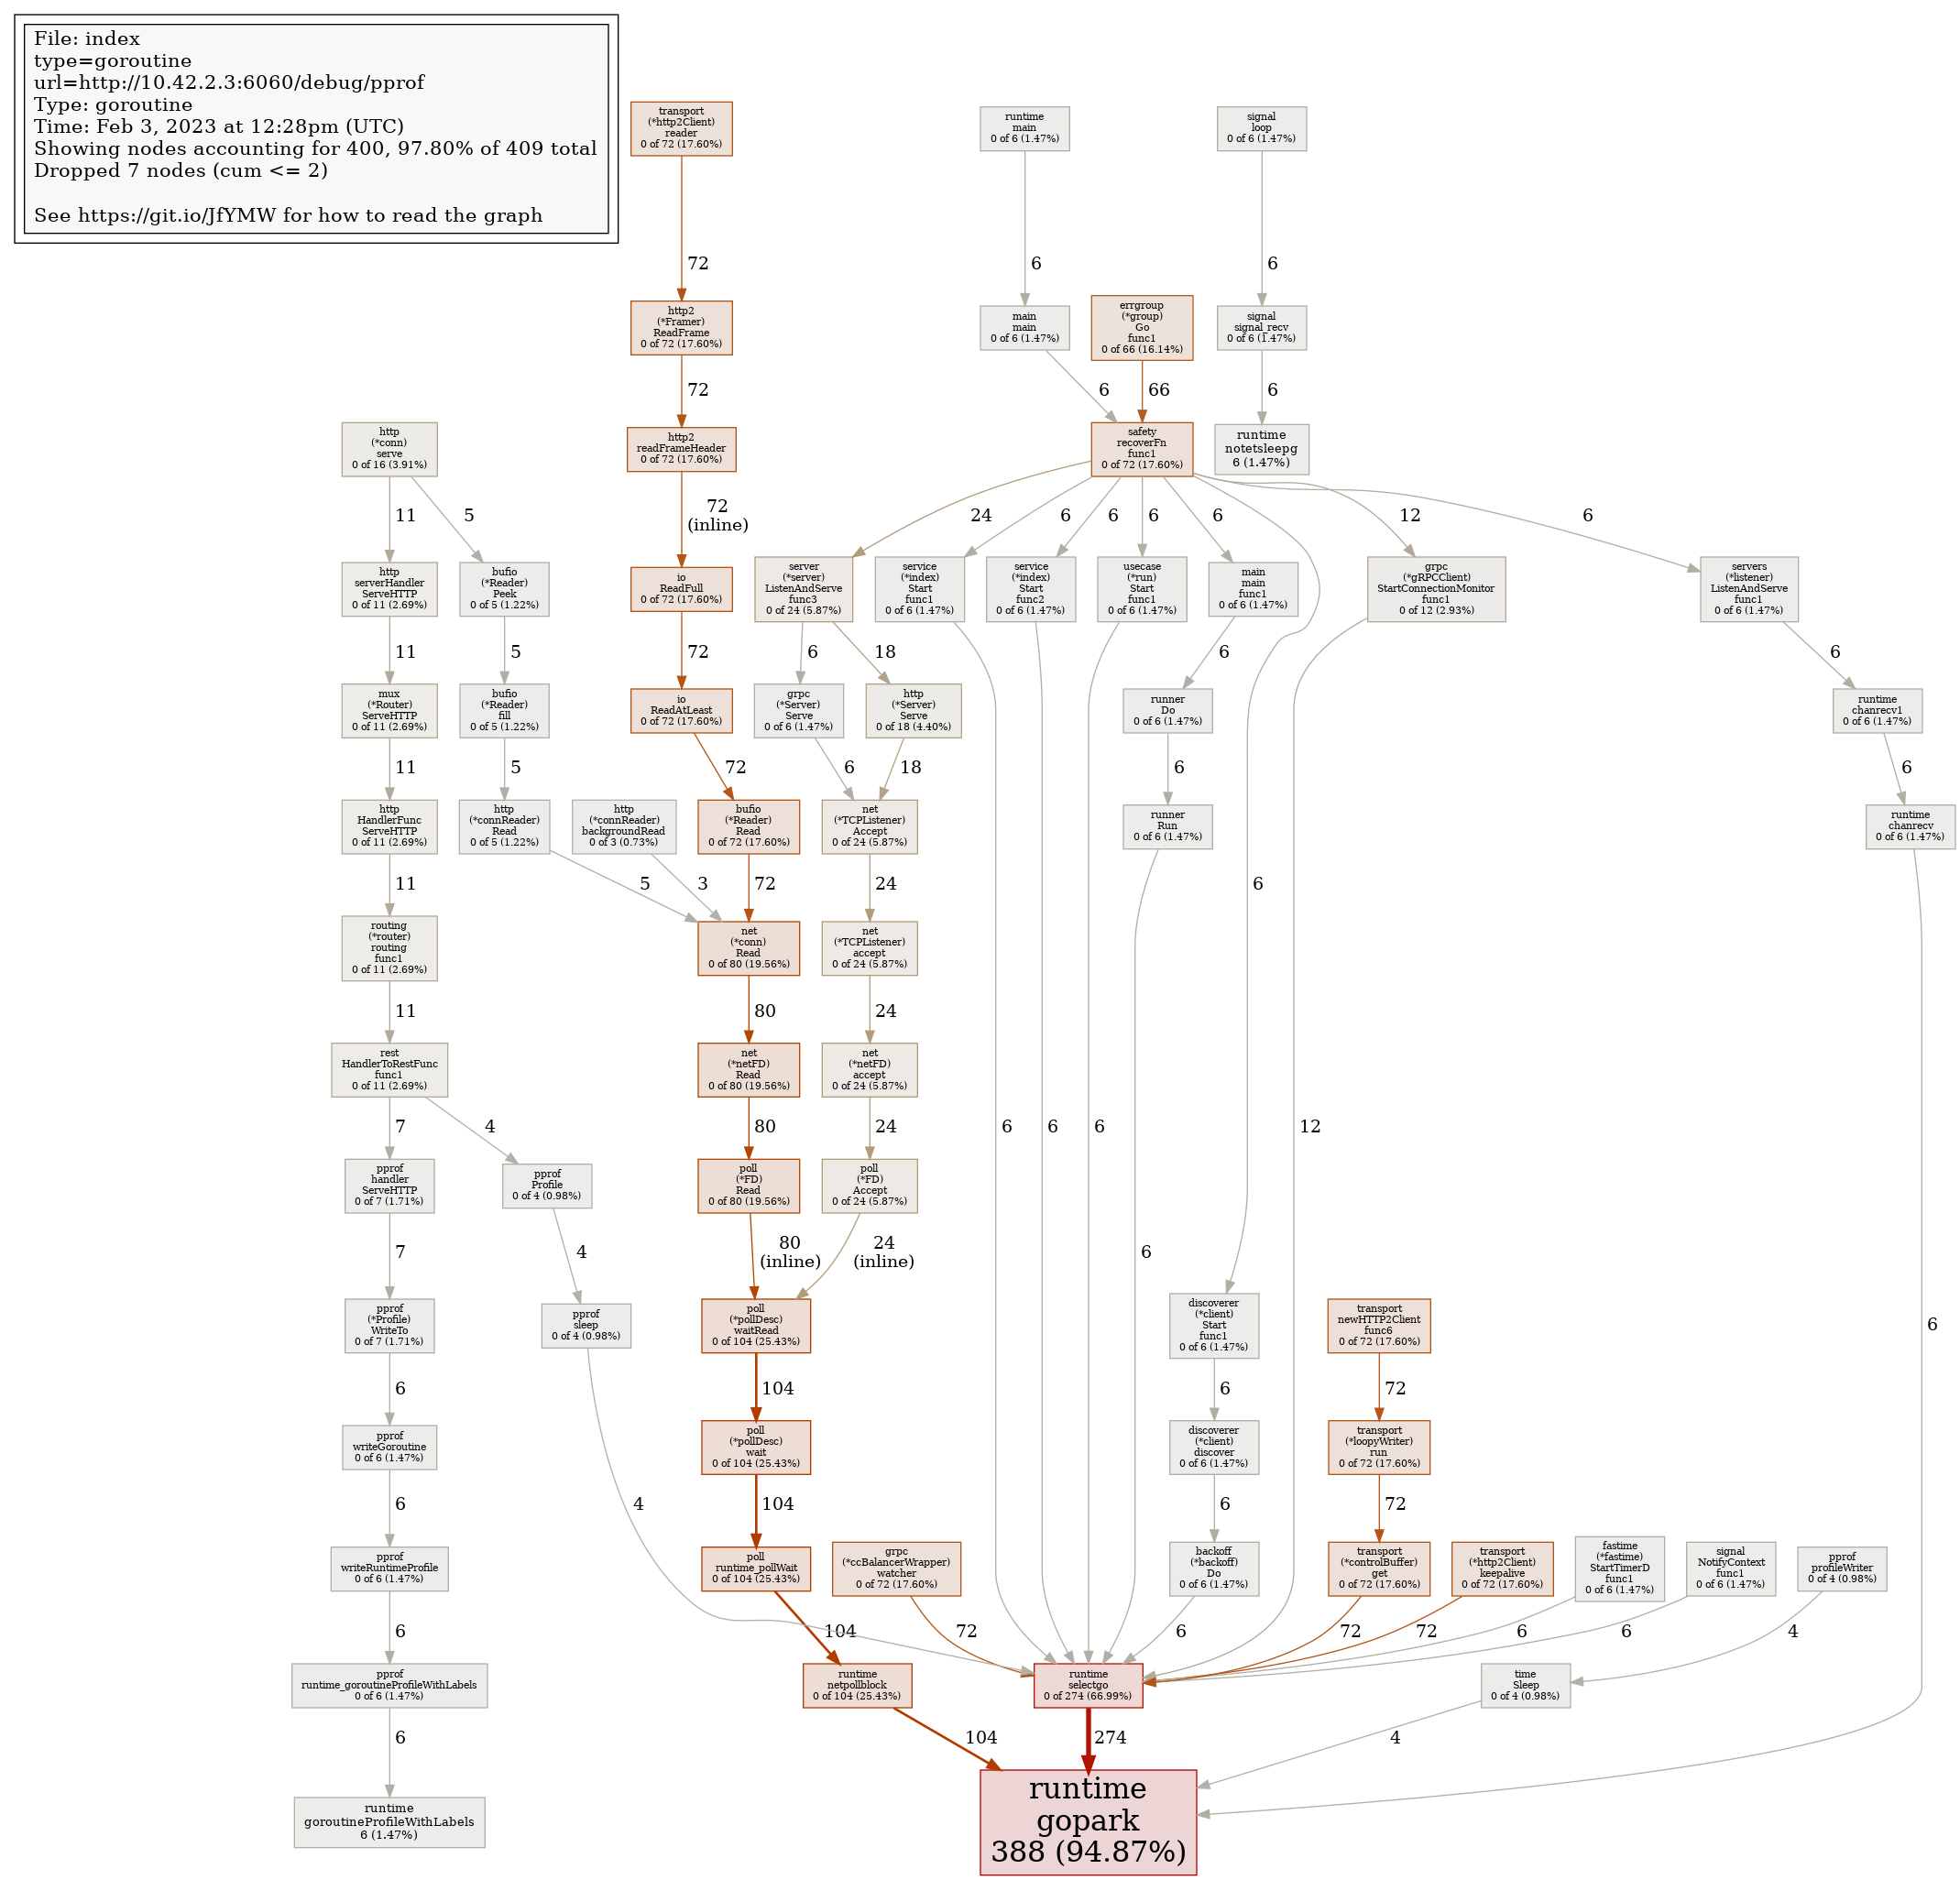 File: index
type=goroutine
url=http://10.42.2.3:6060/debug/pprof
Type: goroutine
Time: Feb 3, 2023 at 12:28pm (UTC)
Showing nodes accounting for 400, 97.80% of 409 total
Dropped 7 nodes (cum <= 2)
See https://git.io/JfYMW for how to read the graph
transport
(*http2Client)
reader
0 of 72 (17.60%)
runtime
main
0 of 6 (1.47%)
signal
loop
0 of 6 (1.47%)
72
6
6
http2
(*Framer)
ReadFrame
0 of 72 (17.60%)
main
main
0 of 6 (1.47%)
errgroup
(*group)
Go
func1
0 of 66 (16.14%)
signal
signal_recv
0 of 6 (1.47%)
72
6
66
6
http
(*conn)
serve
0 of 16 (3.91%)
http2
readFrameHeader
0 of 72 (17.60%)
safety
recoverFn
func1
0 of 72 (17.60%)
runtime
notetsleepg
6 (1.47%)
11
5
72
(inline)
24
6
6
6
6
12
6
http
serverHandler
ServeHTTP
0 of 11 (2.69%)
bufio
(*Reader)
Peek
0 of 5 (1.22%)
io
ReadFull
0 of 72 (17.60%)
server
(*server)
ListenAndServe
func3
0 of 24 (5.87%)
service
(*index)
Start
func1
0 of 6 (1.47%)
service
(*index)
Start
func2
0 of 6 (1.47%)
usecase
(*run)
Start
func1
0 of 6 (1.47%)
main
main
func1
0 of 6 (1.47%)
grpc
(*gRPCClient)
StartConnectionMonitor
func1
0 of 12 (2.93%)
servers
(*listener)
ListenAndServe
func1
0 of 6 (1.47%)
11
5
72
6
18
6
6
mux
(*Router)
ServeHTTP
0 of 11 (2.69%)
bufio
(*Reader)
fill
0 of 5 (1.22%)
io
ReadAtLeast
0 of 72 (17.60%)
grpc
(*Server)
Serve
0 of 6 (1.47%)
http
(*Server)
Serve
0 of 18 (4.40%)
runner
Do
0 of 6 (1.47%)
runtime
chanrecv1
0 of 6 (1.47%)
11
5
72
6
18
6
6
http
HandlerFunc
ServeHTTP
0 of 11 (2.69%)
http
(*connReader)
Read
0 of 5 (1.22%)
http
(*connReader)
backgroundRead
0 of 3 (0.73%)
bufio
(*Reader)
Read
0 of 72 (17.60%)
net
(*TCPListener)
Accept
0 of 24 (5.87%)
runner
Run
0 of 6 (1.47%)
runtime
chanrecv
0 of 6 (1.47%)
11
5
3
72
24
6
routing
(*router)
routing
func1
0 of 11 (2.69%)
net
(*conn)
Read
0 of 80 (19.56%)
net
(*TCPListener)
accept
0 of 24 (5.87%)
11
80
24
rest
HandlerToRestFunc
func1
0 of 11 (2.69%)
net
(*netFD)
Read
0 of 80 (19.56%)
net
(*netFD)
accept
0 of 24 (5.87%)
7
4
80
24
6
6
6
12
pprof
handler
ServeHTTP
0 of 7 (1.71%)
pprof
Profile
0 of 4 (0.98%)
poll
(*FD)
Read
0 of 80 (19.56%)
poll
(*FD)
Accept
0 of 24 (5.87%)
7
4
80
(inline)
24
(inline)
6
pprof
(*Profile)
WriteTo
0 of 7 (1.71%)
pprof
sleep
0 of 4 (0.98%)
poll
(*pollDesc)
waitRead
0 of 104 (25.43%)
discoverer
(*client)
Start
func1
0 of 6 (1.47%)
transport
newHTTP2Client
func6
0 of 72 (17.60%)
6
6
104
6
72
pprof
writeGoroutine
0 of 6 (1.47%)
poll
(*pollDesc)
wait
0 of 104 (25.43%)
discoverer
(*client)
discover
0 of 6 (1.47%)
transport
(*loopyWriter)
run
0 of 72 (17.60%)
6
4
104
6
72
pprof
writeRuntimeProfile
0 of 6 (1.47%)
poll
runtime_pollWait
0 of 104 (25.43%)
grpc
(*ccBalancerWrapper)
watcher
0 of 72 (17.60%)
backoff
(*backoff)
Do
0 of 6 (1.47%)
transport
(*controlBuffer)
get
0 of 72 (17.60%)
transport
(*http2Client)
keepalive
0 of 72 (17.60%)
fastime
(*fastime)
StartTimerD
func1
0 of 6 (1.47%)
signal
NotifyContext
func1
0 of 6 (1.47%)
pprof
profileWriter
0 of 4 (0.98%)
6
104
72
6
72
72
6
6
4
pprof
runtime_goroutineProfileWithLabels
0 of 6 (1.47%)
runtime
netpollblock
0 of 104 (25.43%)
runtime
selectgo
0 of 274 (66.99%)
time
Sleep
0 of 4 (0.98%)
6
104
274
4
runtime
goroutineProfileWithLabels
6 (1.47%)
runtime
gopark
388 (94.87%)